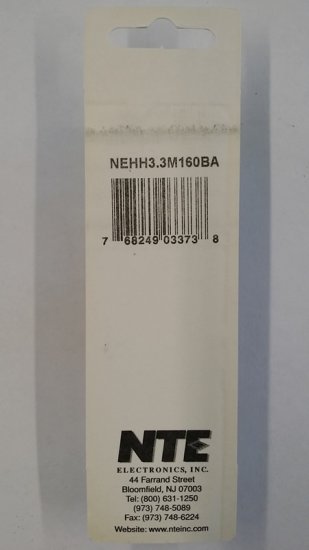 NEHH3.3M160BA
7 68249 03373 8
NTE
ELECTRONICS, INC.
44 Farrand Street
Bloomfield, NJ 07003
Tel: (800) 631-1250
(973) 748-5089
Fax: (973) 748-6224
Website: www.nteinc.com